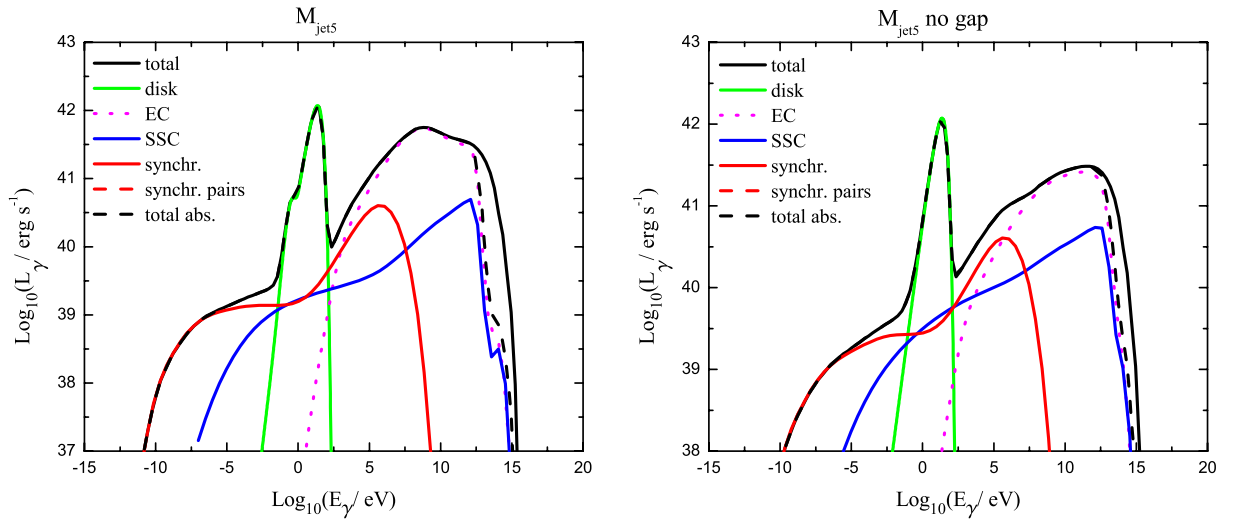 M_jet5
43
42
41
40
39
38
37
-15
-10
-5
0
5
10
15
20
Log10(Lγ / erg s-1)
Log10(Eγ / eV)
total
disk
EC
SSC
synchr.
synchr. pairs
total abs.
M_jet5 no gap
43
42
41
40
39
38
-15
-10
-5
0
5
10
15
20
Log10(Lγ / erg s-1)
Log10(Eγ / eV)
total
disk
EC
SSC
synchr.
synchr. pairs
total abs.